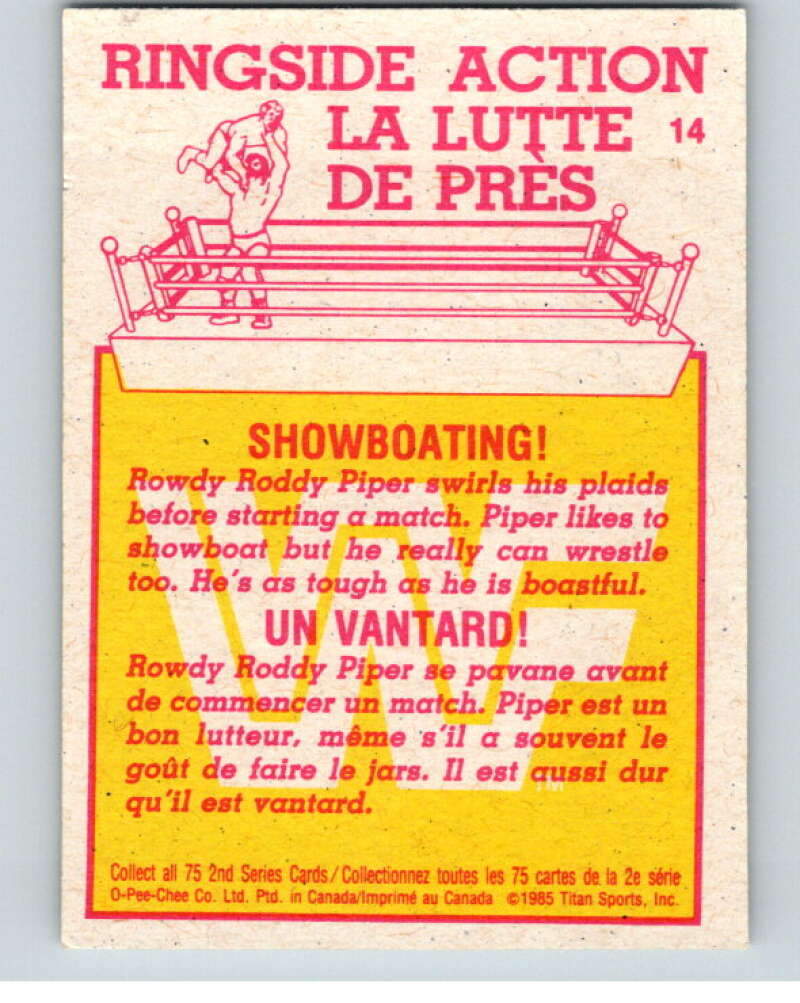 RINGSIDE ACTION
LA LUTTE 14
DE PRÈS
SHOWBOATING!
Rowdy Roddy Piper swirls his plaids
before starting a match. Piper likes to
showboat but he really can wrestle
too. He's as tough as he is boastful.
UN VANTARD!
Rowdy Roddy Piper se pavane avant
de commencer un match. Piper est un
bon lutteur, même s'il a souvent le
goût de faire le jars. Il est aussi dur
qu'il est vantard.
TM
Collect all 75 2nd Series Cards/Collectionnez toutes les 75 cartes de la 2e série
O-Pee-Chee Co. Ltd. Ptd. in Canada/Imprimé au Canada ©1985 Titan Sports, Inc.